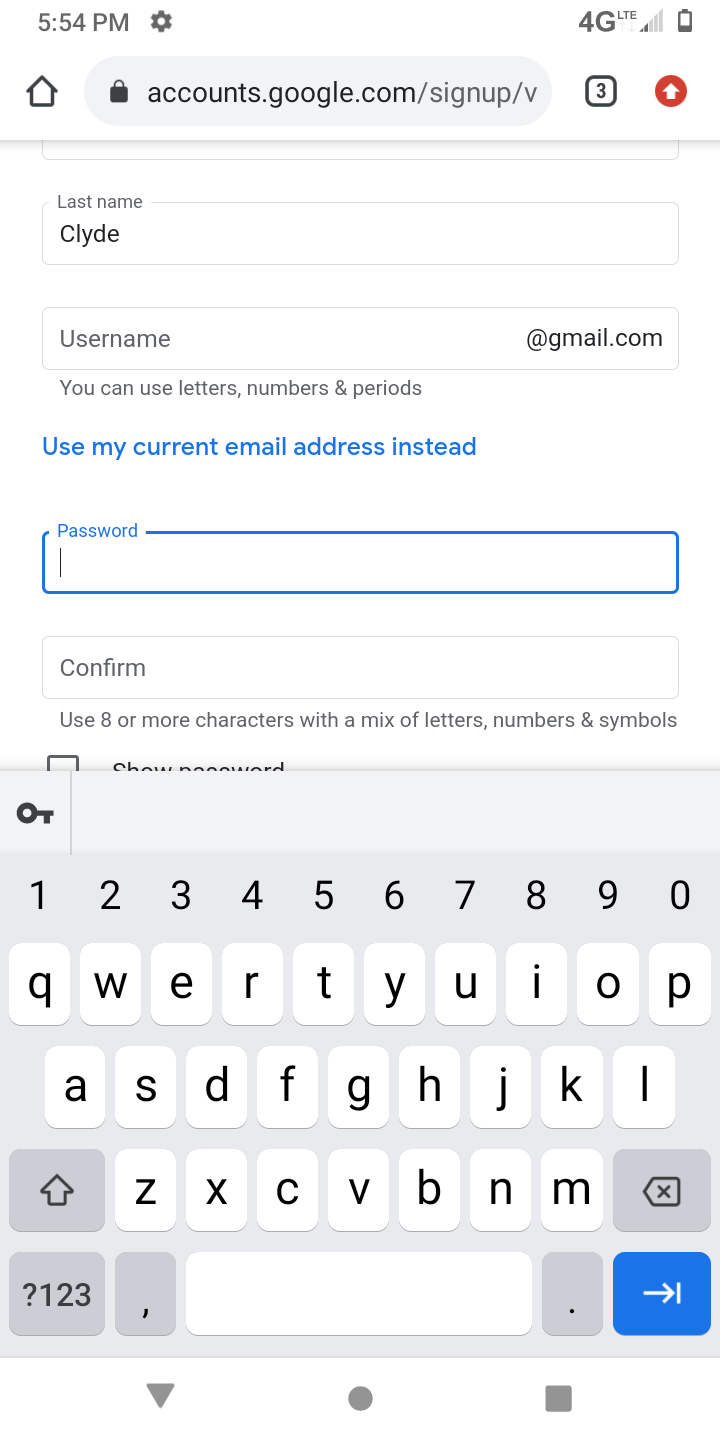 5:54 PM 4G LTE
accounts.google.com/signup/v 3
Last name
Clyde
Username @gmail.com
You can use letters, numbers & periods
Use my current email address instead
Password
Confirm
Use 8 or more characters with a mix of letters, numbers & symbols
Show password
1 2 3 4 5 6 7 8 9 0
q w e r t y u i o p
a s d f g h j k l
z x c v b n m
?123 , .